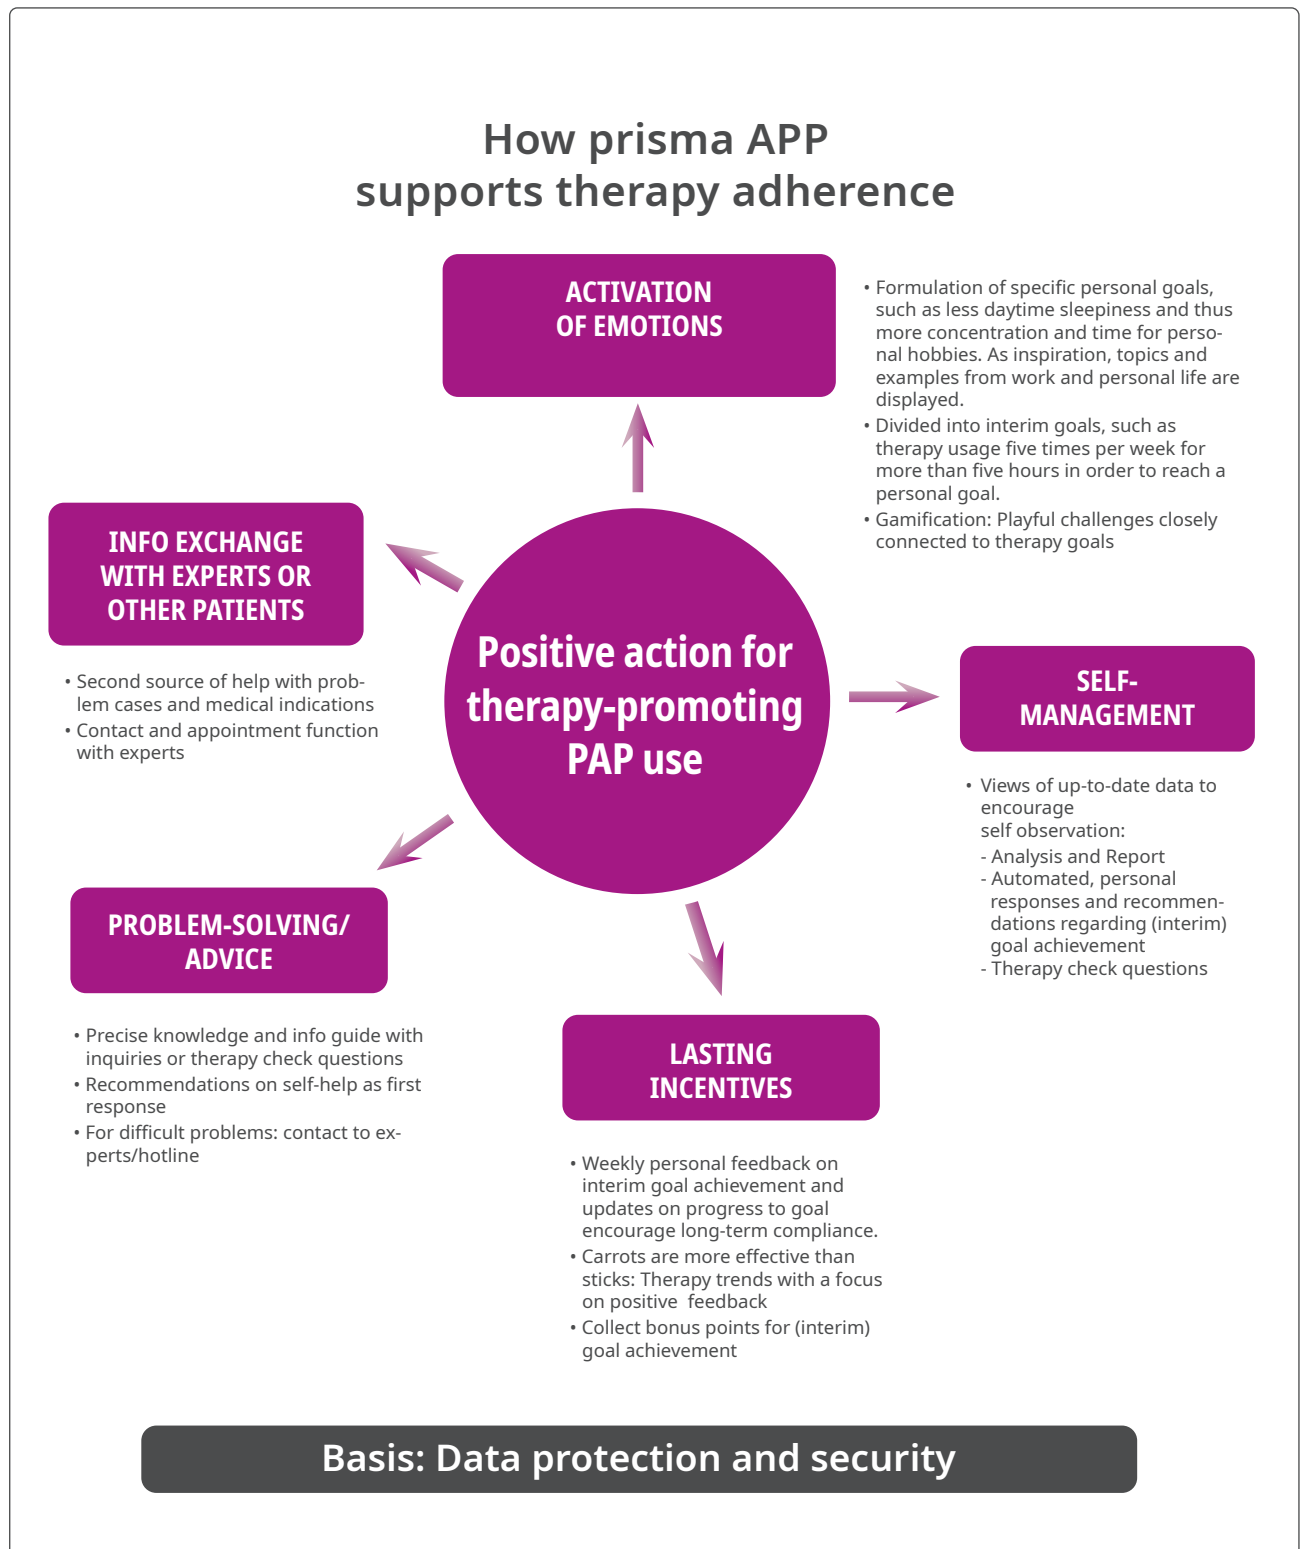 How prisma APP
supports therapy adherence
ACTIVATION
OF EMOTIONS
• Formulation of specific personal goals,
such as less daytime sleepiness and thus
more concentration and time for perso-
nal hobbies. As inspiration, topics and
examples from work and personal life are
displayed.
• Divided into interim goals, such as
therapy usage five times per week for
more than five hours in order to reach a
personal goal.
• Gamification: Playful challenges closely
connected to therapy goals
INFO EXCHANGE
WITH EXPERTS OR
OTHER PATIENTS
• Second source of help with prob-
lem cases and medical indications
• Contact and appointment function
with experts
Positive action for
therapy-promoting
PAP use
SELF-
MANAGEMENT
• Views of up-to-date data to
encourage
self observation:
- Analysis and Report
- Automated, personal
responses and recommen-
dations regarding (interim)
goal achievement
- Therapy check questions
PROBLEM-SOLVING/
ADVICE
• Precise knowledge and info guide with
inquiries or therapy check questions
• Recommendations on self-help as first
response
• For difficult problems: contact to ex-
perts/hotline
LASTING
INCENTIVES
• Weekly personal feedback on
interim goal achievement and
updates on progress to goal
encourage long-term compliance.
• Carrots are more effective than
sticks: Therapy trends with a focus
on positive  feedback
• Collect bonus points for (interim)
goal achievement
Basis: Data protection and security